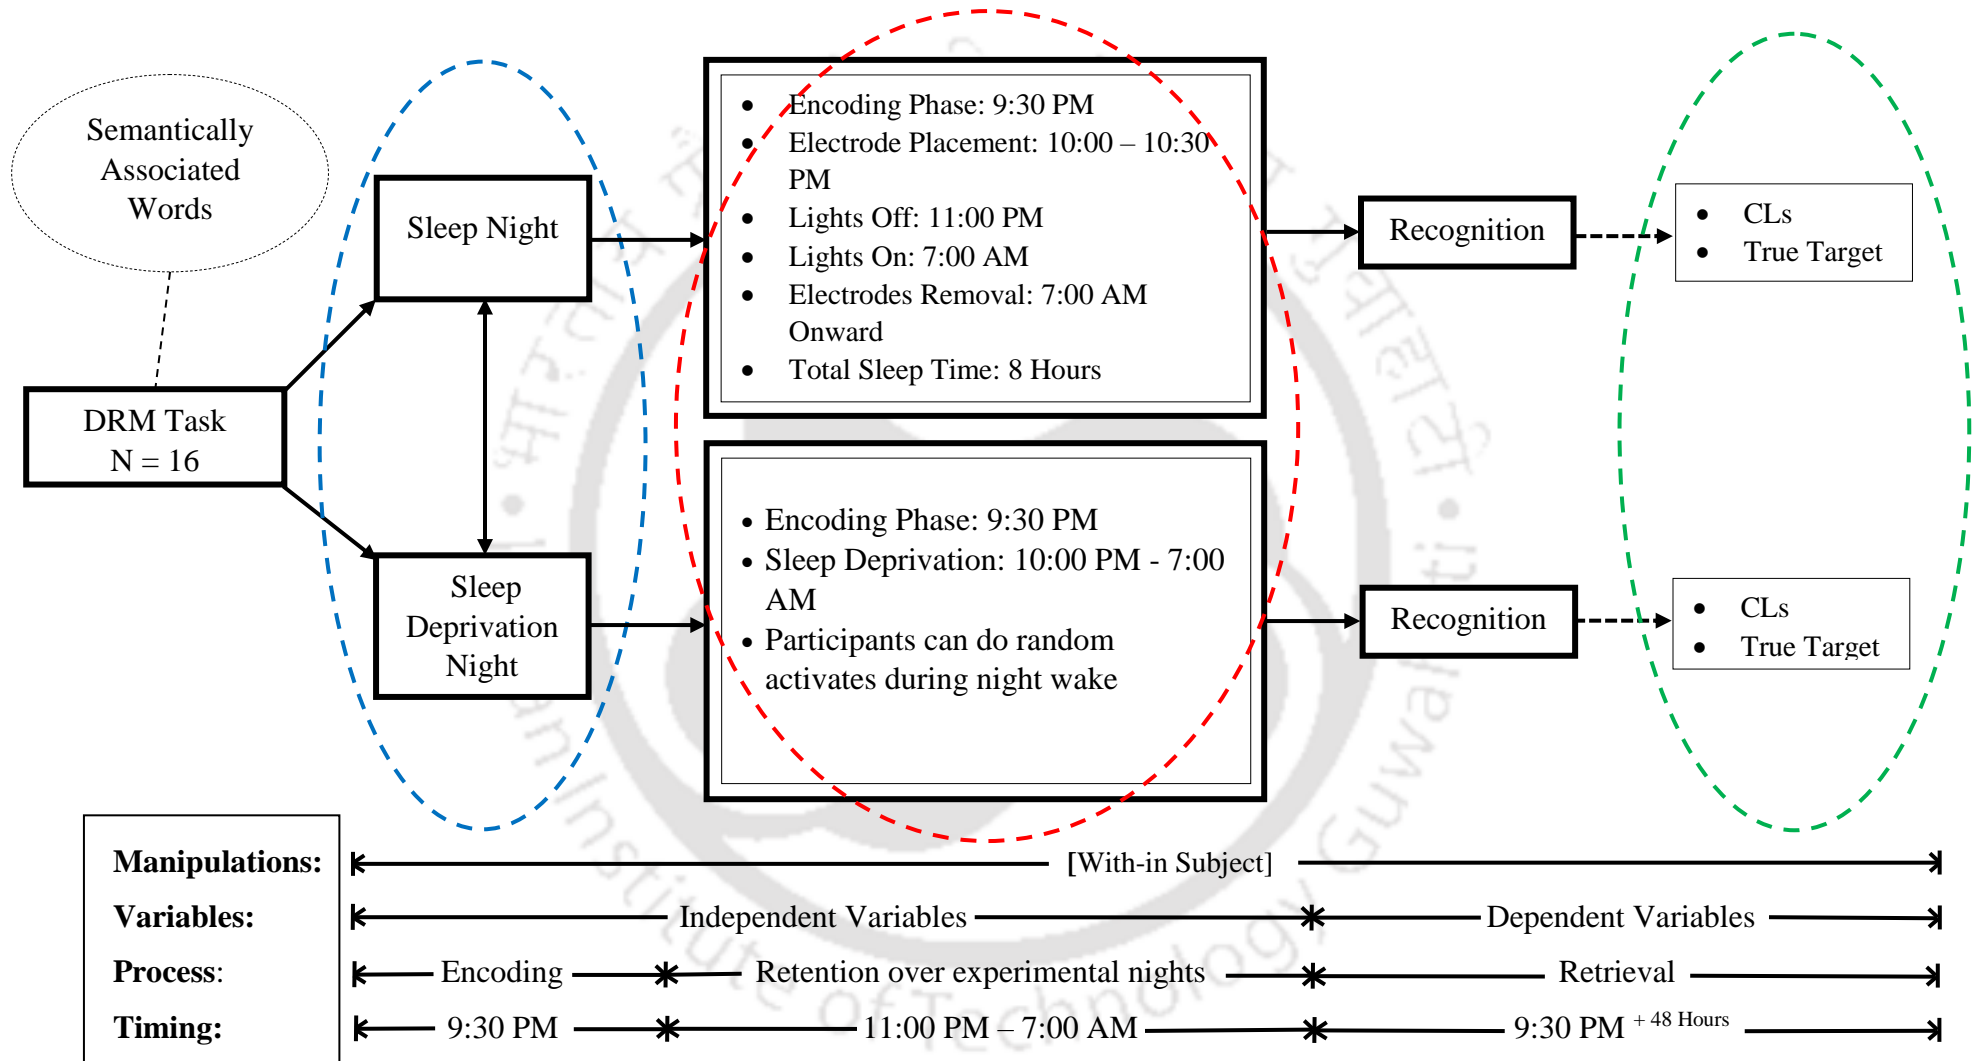 Semantically
Associated
Words
DRM Task
N = 16
Sleep Night
Sleep
Deprivation
Night
• Encoding Phase: 9:30 PM
• Electrode Placement: 10:00 – 10:30
PM
• Lights Off: 11:00 PM
• Lights On: 7:00 AM
• Electrodes Removal: 7:00 AM
Onward
• Total Sleep Time: 8 Hours
• Encoding Phase: 9:30 PM
• Sleep Deprivation: 10:00 PM - 7:00
AM
• Participants can do random
activates during night wake
Recognition
• CLs
• True Target
Recognition
• CLs
• True Target
Manipulations: [With-in Subject]
Variables: Independent Variables Dependent Variables
Process: Encoding Retention over experimental nights Retrieval
Timing: 9:30 PM 11:00 PM – 7:00 AM 9:30 PM + 48 Hours
Institute of Technology